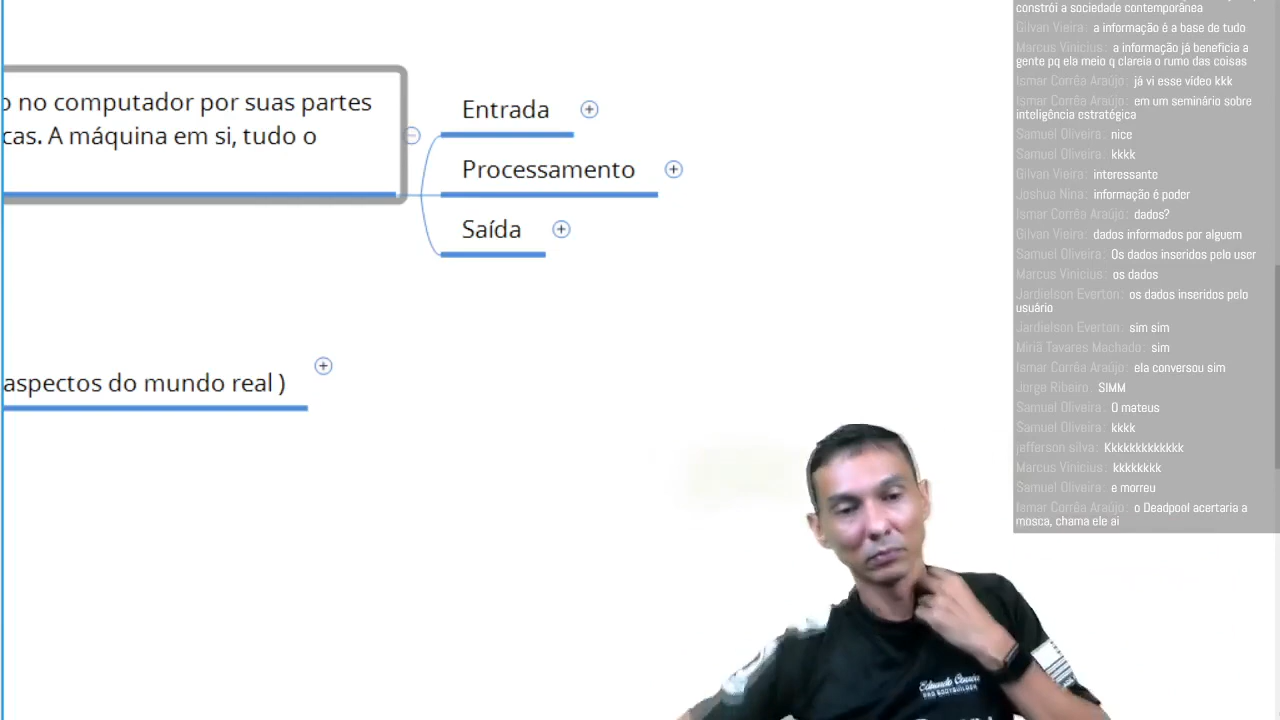 o no computador por suas partes
cas. A máquina em si, tudo o
Entrada
Processamento
Saída
aspectos do mundo real )
constrói a sociedade contemporânea
Gilvan Vieira: a informação é a base de tudo
Marcus Vinicius: a informação já beneficia a
gente pq ela meio q clareia o rumo das coisas
Ismar Corrêa Araújo: já vi esse vídeo kkk
Ismar Corrêa Araújo: em um seminário sobre
inteligência estratégica
Samuel Oliveira: nice
Samuel Oliveira: kkkk
Gilvan Vieira: interessante
Joshua Nina: informação é poder
Ismar Corrêa Araújo: dados?
Gilvan Vieira: dados informados por alguem
Samuel Oliveira: Os dados inseridos pelo user
Marcus Vinicius: os dados
Jardielson Everton: os dados inseridos pelo
usuário
Jardielson Everton: sim sim
Miriã Tavares Machado: sim
Ismar Corrêa Araújo: ela conversou sim
Jorge Ribeiro: SIMM
Samuel Oliveira: O mateus
Samuel Oliveira: kkkk
jefferson silva: Kkkkkkkkkkkkk
Marcus Vinicius: kkkkkkkk
Samuel Oliveira: e morreu
Ismar Corrêa Araújo: o Deadpool acertaria a
mosca, chama ele ai
Eduardo Corrêa
PRO BODYBUILDER